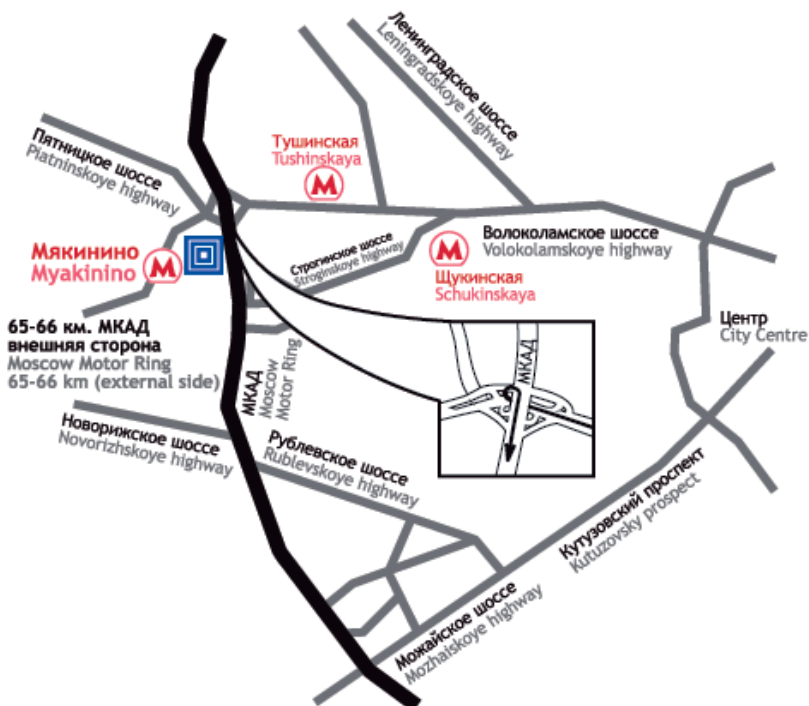 Ленинградское шоссе
Leningradskoye highway
Пятницкое шоссе
Piatninskoye highway
Тушинская
Tushinskaya
М
Мякинино
Myakinino
М
Строгинское шоссе
Stroginskoye highway
М
Щукинская
Schukinskaya
Волоколамское шоссе
Volokolamskoye highway
65-66 км. МКАД
внешняя сторона
Moscow Motor Ring
65-66 km (external side)
Центр
City Centre
МКАД
Moscow
Motor Ring
МКАД
Новорижское шоссе
Novorizhskoye highway
Рублевское шоссе
Rublevskoye highway
Кутузовский проспект
Kutuzovsky prospect
Можайское шоссе
Mozhaiskoye highway